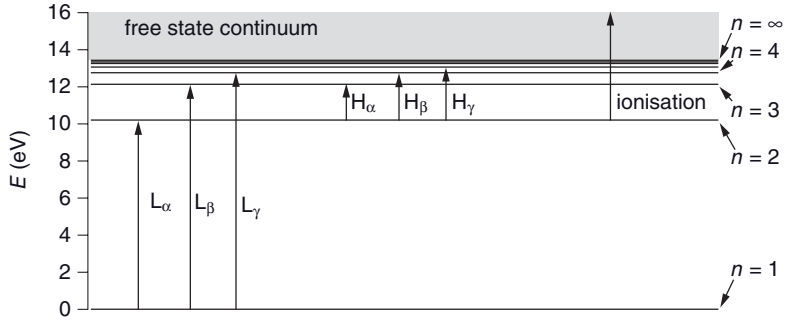 16
14
12
10
8
6
4
2
0
E (eV)
free state continuum
Lα
Lβ
Lγ
Hα
Hβ
Hγ
ionisation
n = ∞
n = 4
n = 3
n = 2
n = 1